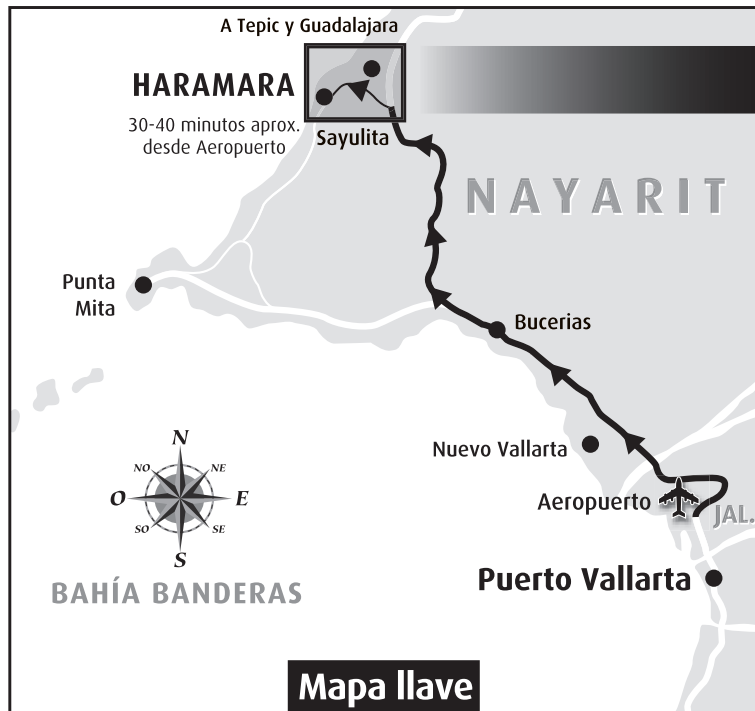 A Tepic y Guadalajara
HARAMARA
30-40 minutos aprox.
desde Aeropuerto
Sayulita
NAYARIT
Punta
Mita
Bucerias
Nuevo Vallarta
Aeropuerto
JAL.
Puerto Vallarta
N
NO
NE
O
E
SO
SE
S
BAHÍA BANDERAS
Mapa llave